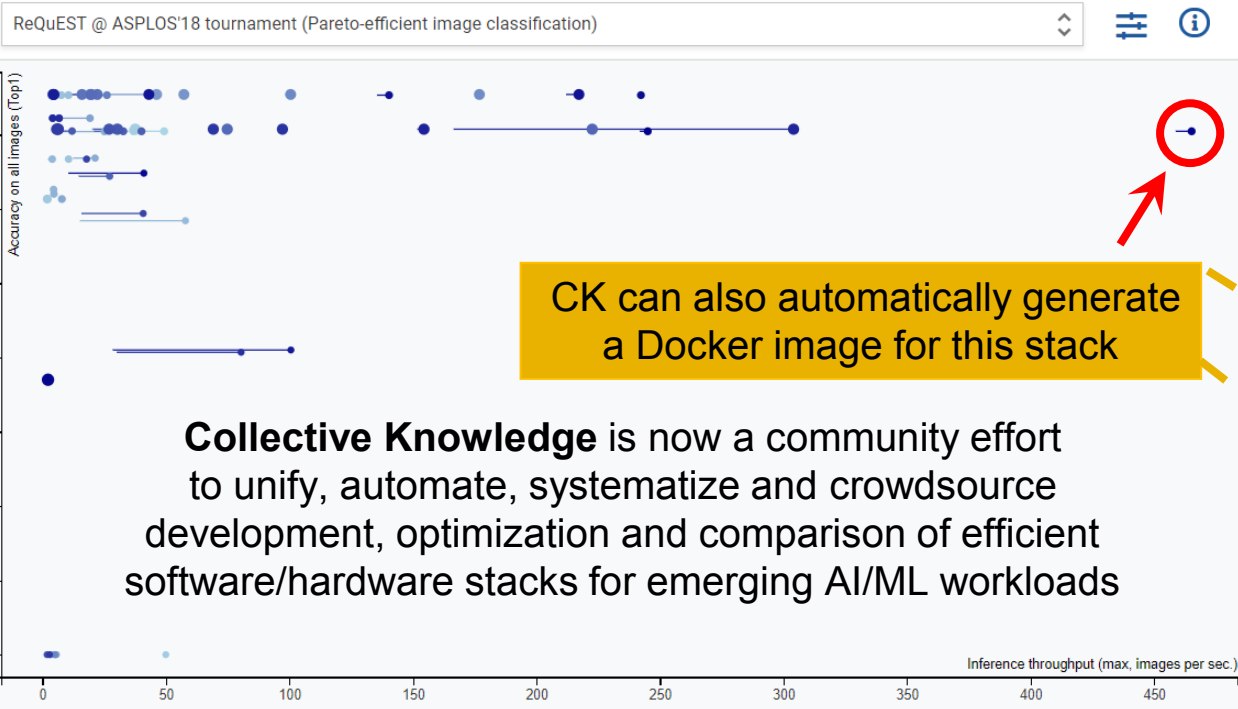 ReQuEST @ ASPLOS'18 tournament (Pareto-efficient image classification)
Accuracy on all images (Top1)
CK can also automatically generate
a Docker image for this stack
Collective Knowledge is now a community effort
to unify, automate, systematize and crowdsource
development, optimization and comparison of efficient
software/hardware stacks for emerging AI/ML workloads
Inference throughput (max, images per sec.)
0 50 100 150 200 250 300 350 400 450